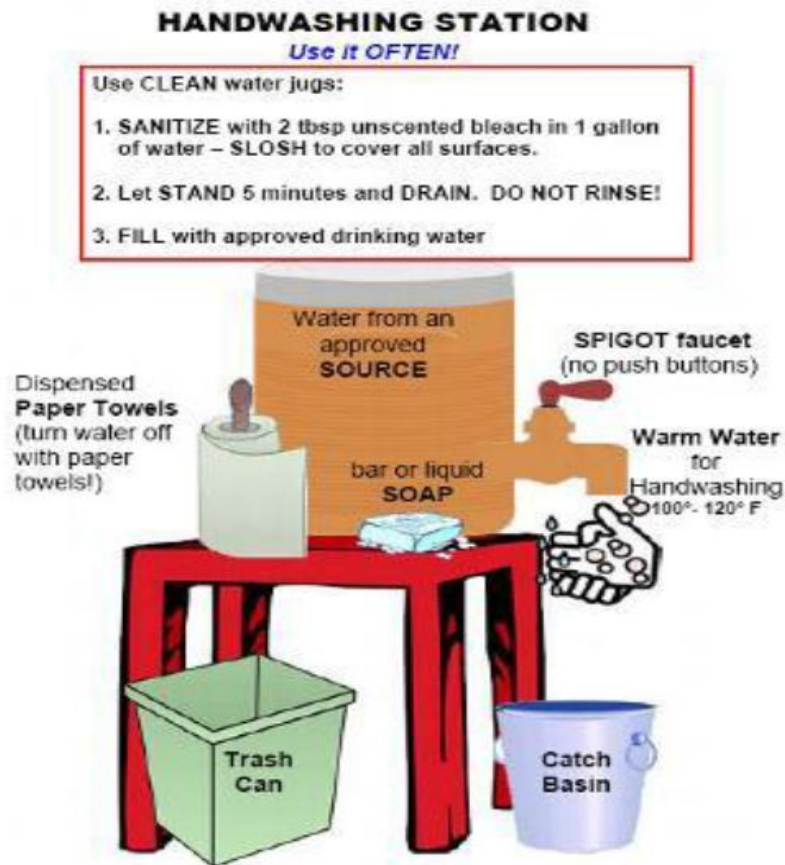 HANDWASHING STATION
Use it OFTEN!
Use CLEAN water jugs:
1. SANITIZE with 2 tbsp unscented bleach in 1 gallon
of water – SLOSH to cover all surfaces.
2. Let STAND 5 minutes and DRAIN. DO NOT RINSE!
3. FILL with approved drinking water
Water from an
approved
SOURCE
SPIGOT faucet
(no push buttons)
Dispensed
Paper Towels
(turn water off
with paper
towels!)
bar or liquid
SOAP
Warm Water
for
Handwashing
100°- 120° F
Trash
Can
Catch
Basin